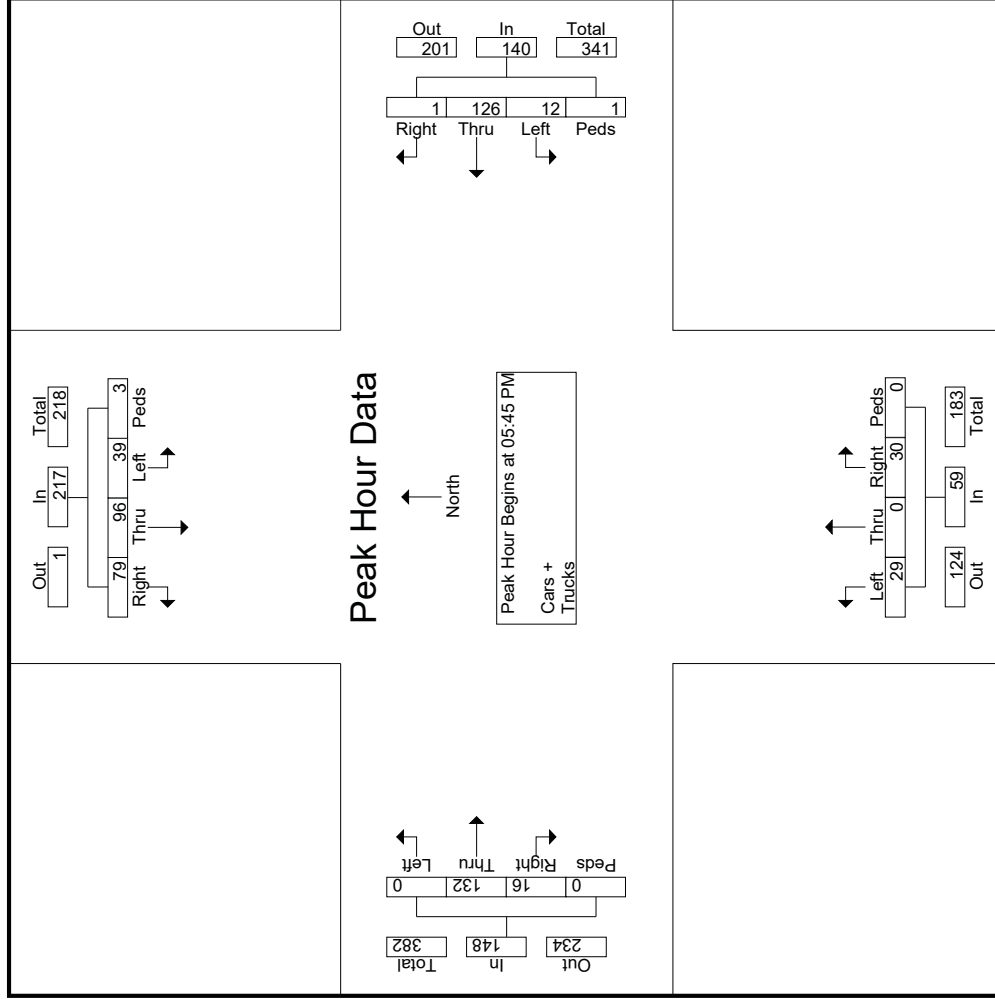 Out In Total
201 140 341
1 126 12 1
Right Thru Left Peds
Total
218
In
217
Out
1
3
39
96
79
Peds
Left
Thru
Right
Peak Hour Data
North
Peak Hour Begins at 05:45 PM
Cars +
Trucks
Peds
Right
Thru
Left
0
30
0
29
183
59
124
Total
In
Out
Left Thru Right Peds
0 132 16 0
382 148 234
Total In Out